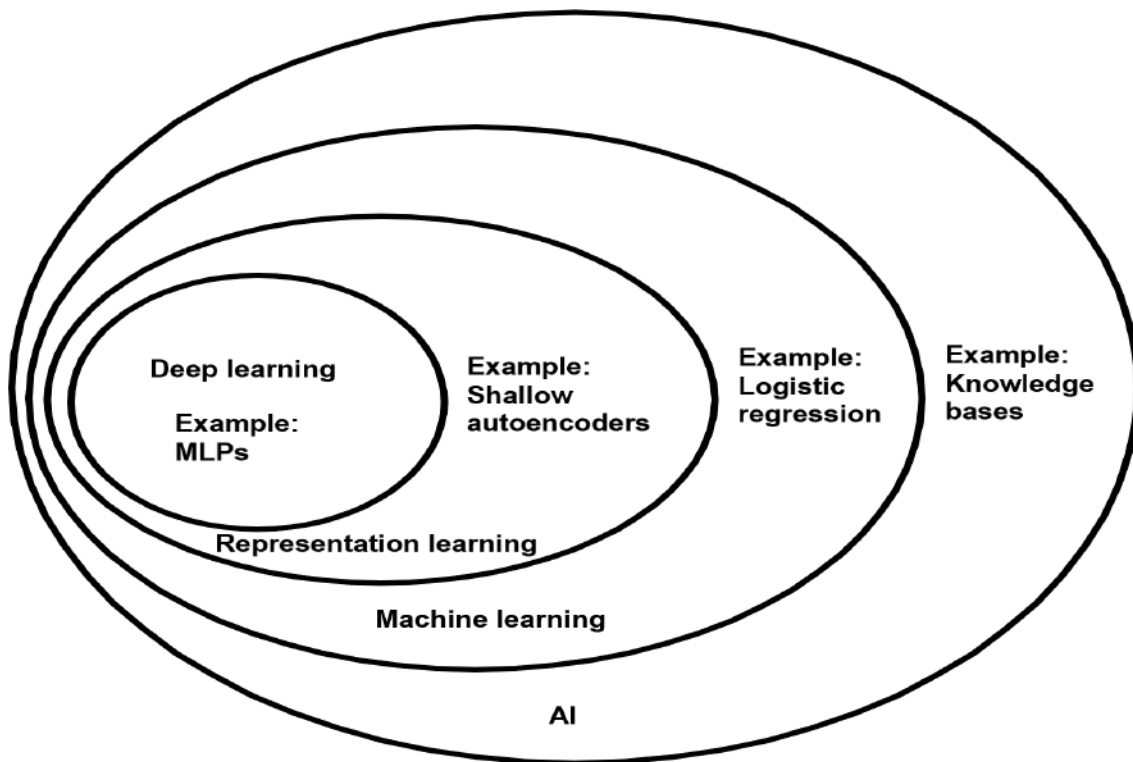 Deep learning
Example:
MLPs
Example:
Shallow
autoencoders
Example:
Logistic
regression
Example:
Knowledge
bases
Representation learning
Machine learning
AI